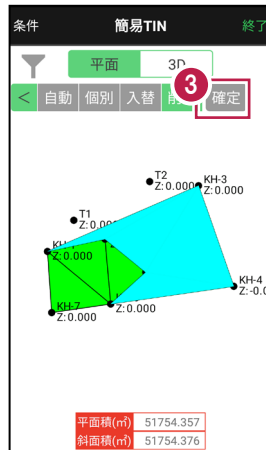 条件 簡易TIN 終了
平面 3D
3
< 自動 個別 入替 確定
T2
Z:0.000
KH-3
Z:0.000
T1
KH-4
KH-7
Z:0.000
Z:0.000
Z:0.000
平面積(㎡) 51754.357
斜面積(㎡) 51754.376